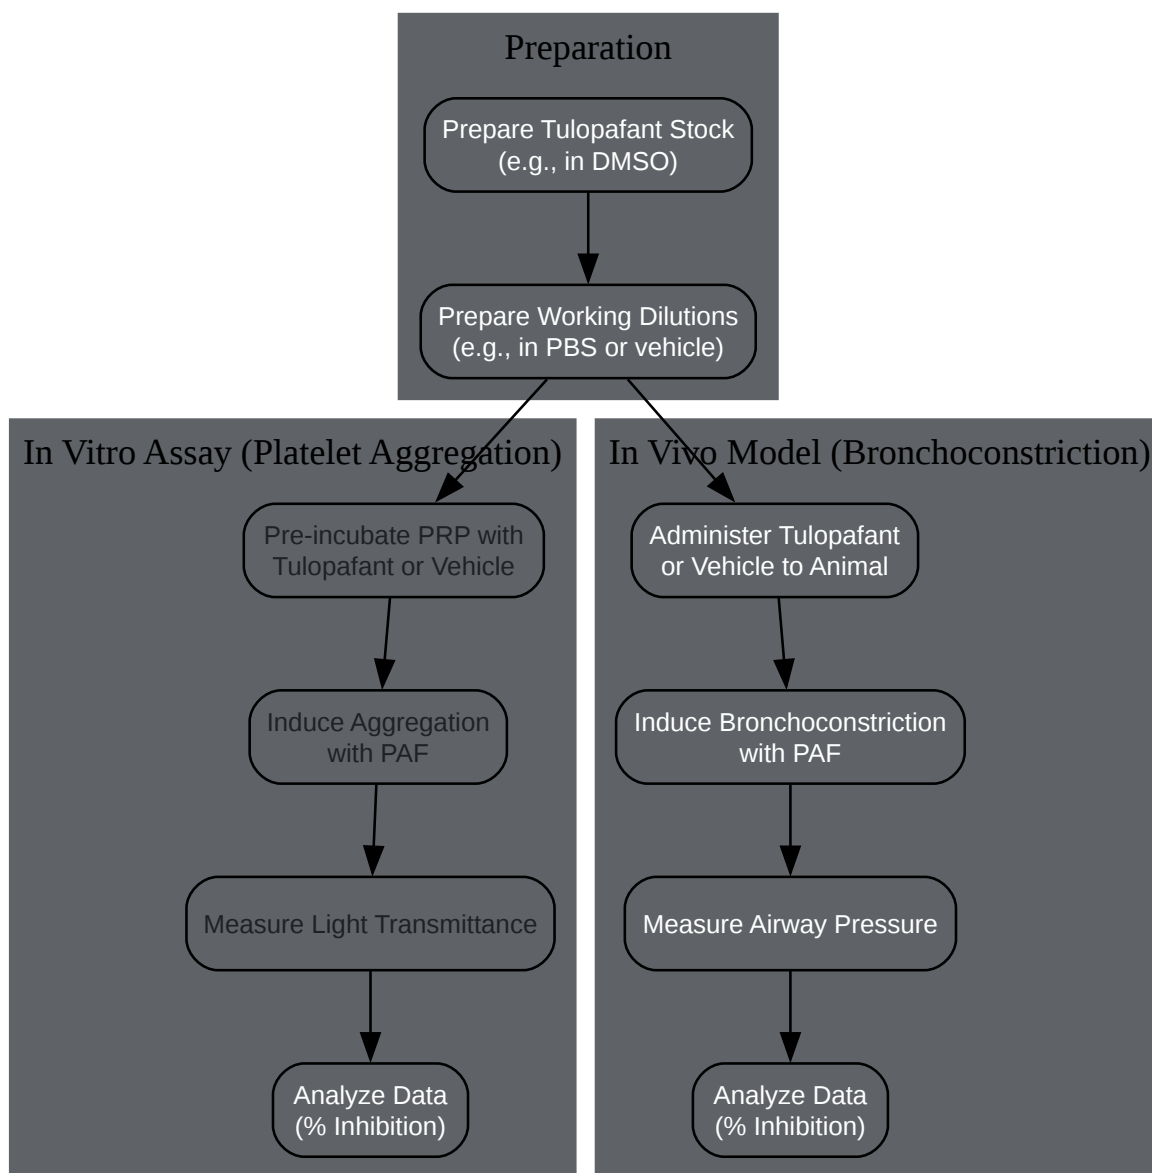 Preparation
Prepare Tulopafant Stock
(e.g., in DMSO)
Prepare Working Dilutions
(e.g., in PBS or vehicle)
In Vitro Assay (Platelet Aggregation)
Pre-incubate PRP with
Tulopafant or Vehicle
Induce Aggregation
with PAF
Measure Light Transmittance
Analyze Data
(% Inhibition)
In Vivo Model (Bronchoconstriction)
Administer Tulopafant
or Vehicle to Animal
Induce Bronchoconstriction
with PAF
Measure Airway Pressure
Analyze Data
(% Inhibition)